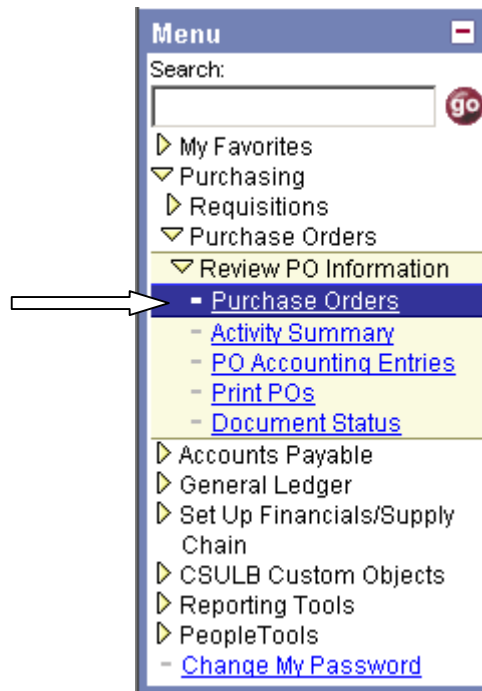 Menu
Search:
go
My Favorites
Purchasing
Requisitions
Purchase Orders
Review PO Information
Purchase Orders
Activity Summary
PO Accounting Entries
Print POs
Document Status
Accounts Payable
General Ledger
Set Up Financials/Supply
Chain
CSULB Custom Objects
Reporting Tools
PeopleTools
Change My Password